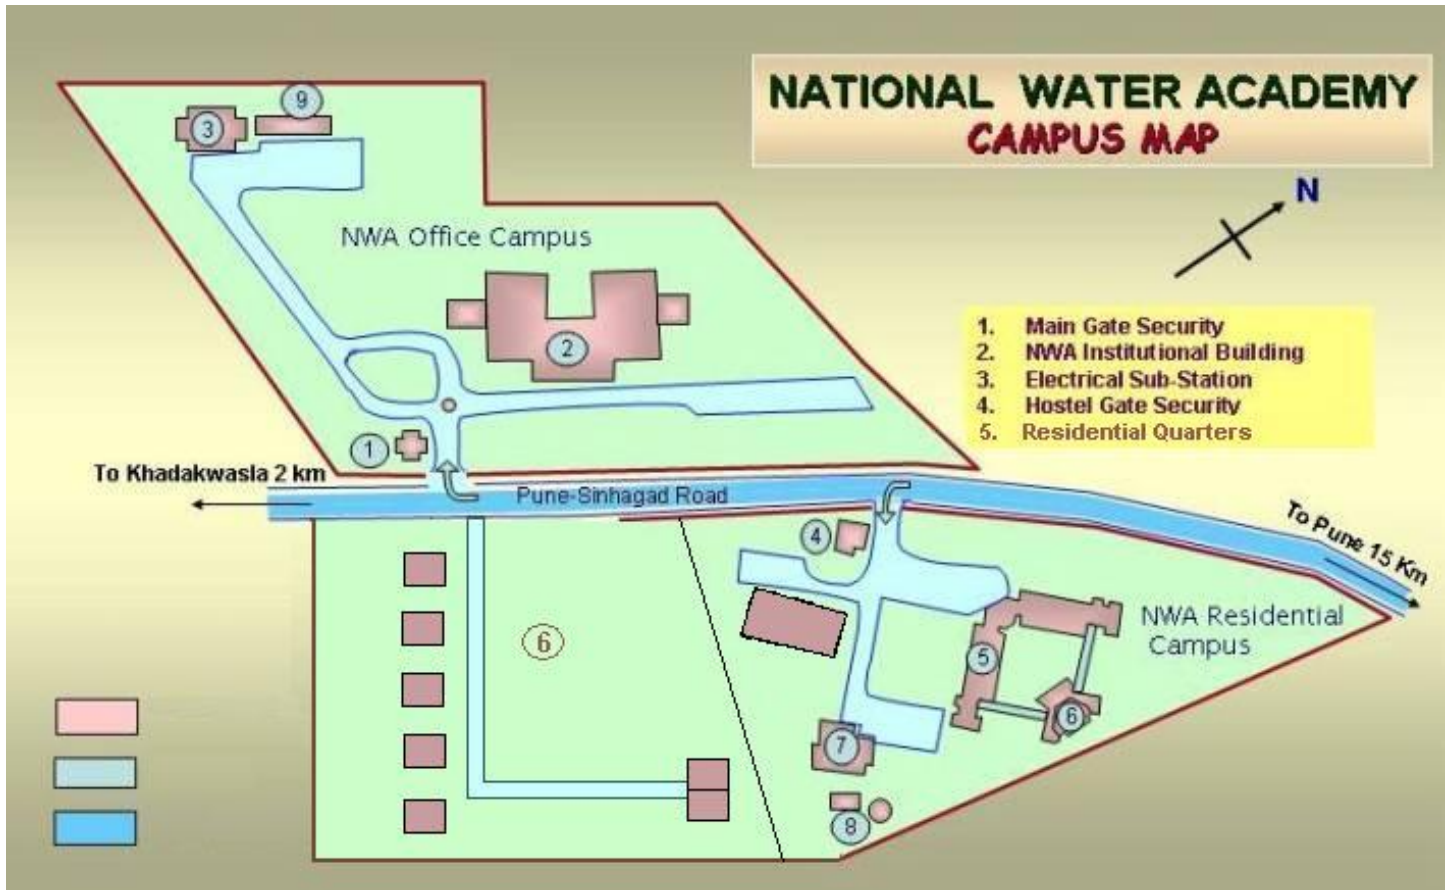 NATIONAL WATER ACADEMY
CAMPUS MAP
N
9
3
NWA Office Campus
2
1. Main Gate Security
2. NWA Institutional Building
3. Electrical Sub-Station
4. Hostel Gate Security
5. Residential Quarters
1
To Khadakwasla 2 km
Pune-Sinhagad Road
To Pune 15 Km
4
6
NWA Residential
Campus
5
6
7
8